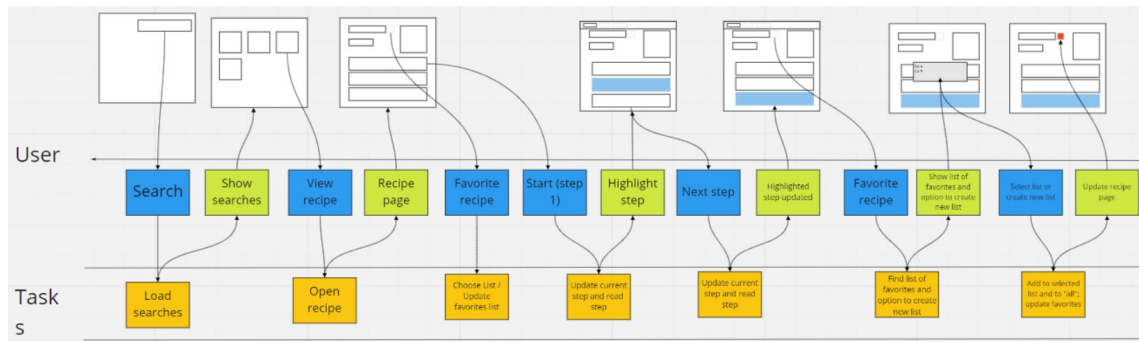 User
Search
Show
searches
View
recipe
Recipe
page
Favorite
recipe
Start (step
1)
Highlight
step
Next step
Highlighted
step updated
Favorite
recipe
Show list of
favorites and
option to create
new list
Select list or
create new list
Update recipe
page
Task
s
Load
searches
Open
recipe
Choose List /
Update
favorites list
Update current
step and read
step
Update current
step and read
step
Find list of
favorites and
option to create
new list
Add to selected
list and to "all";
update favorites